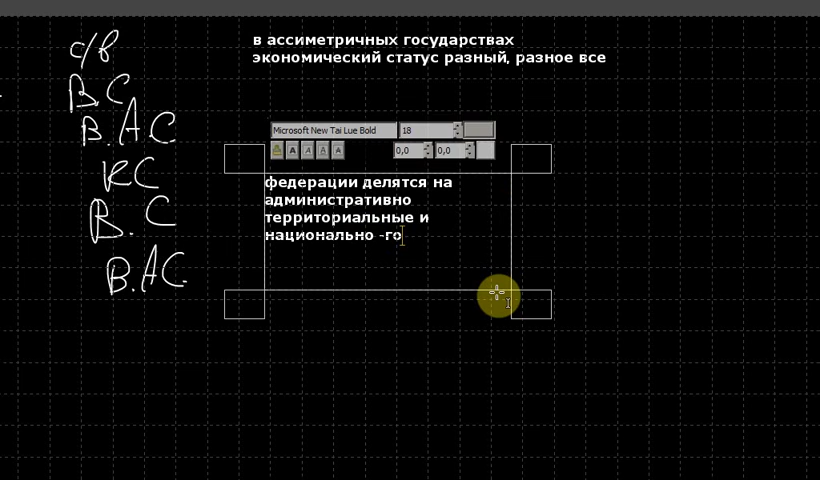 в ассиметричных государствах
экономический статус разный, разное все
с/в
В.С
В.АС
КС
В.С
В.АС.
Microsoft New Tai Lue Bold
18
A A A A A
0,0
0,0
федерации делятся на
административно
территориальные и
национально -го